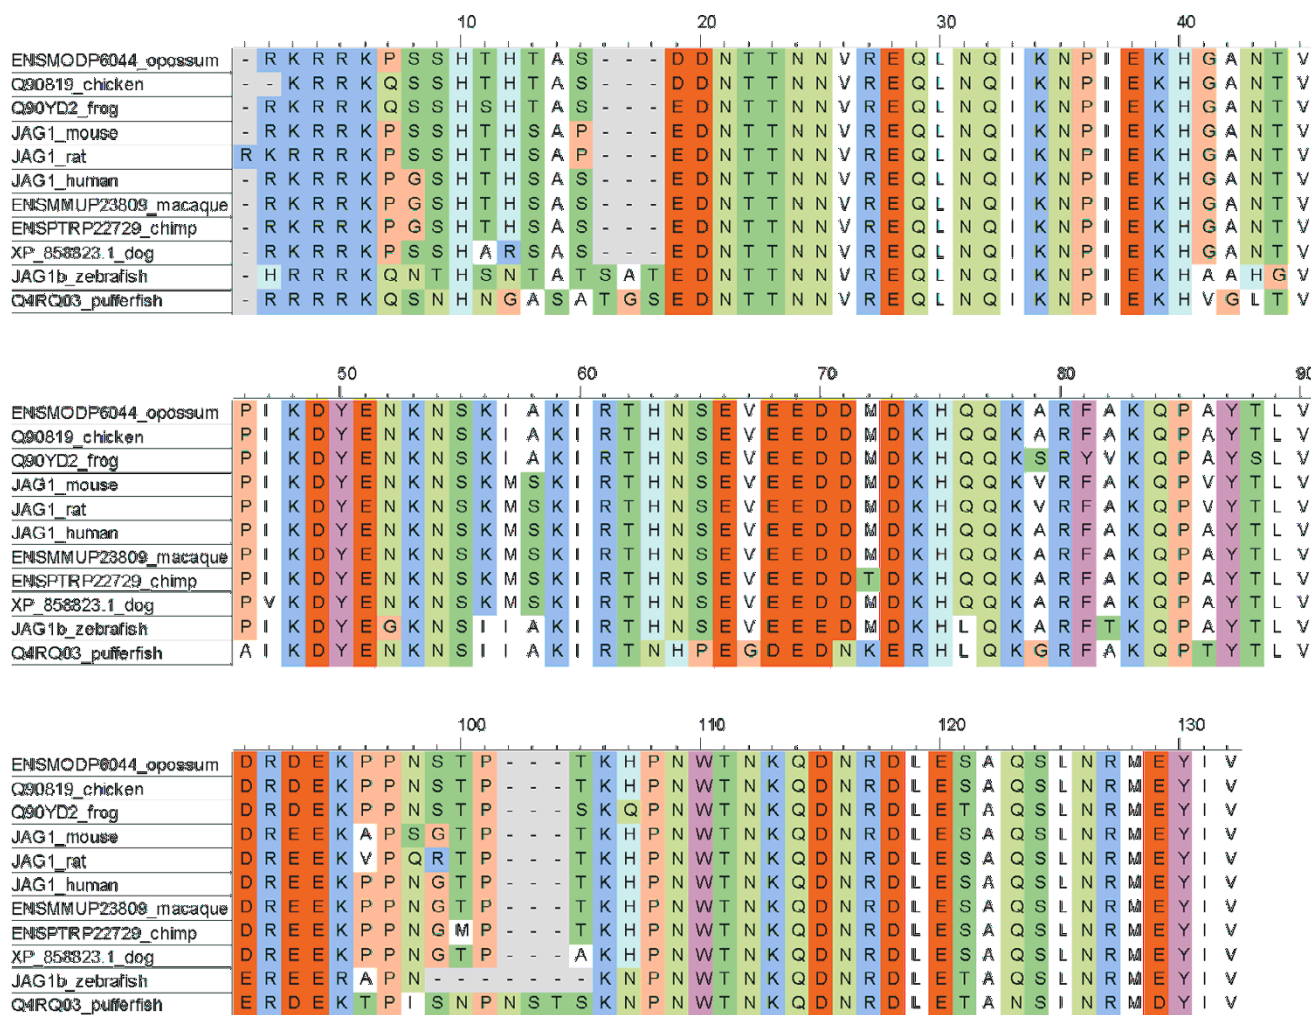 10 20 30 40
ENSMODP6044_opossum - R K R R K P S S H T H T A S - - - D D N T T N N V R E Q L N Q I K N P I E K H G A N T V
Q90819_chicken - - K R R K Q S S H T H T A S - - - D D N T T N N V R E Q L N Q I K N P I E K H G A N T V
Q90YD2_frog - R K R R K Q S S H S H T A S - - - E D N T T N N V R E Q L N Q I K N P I E K H G A N T V
JAG1_mouse - R K R R K P S S H T H S A P - - - E D N T T N N V R E Q L N Q I K N P I E K H G A N T V
JAG1_rat R K R R R K P S S H T H S A P - - - E D N T T N N V R E Q L N Q I K N P I E K H G A N T V
JAG1_human - R K R R K P G S H T H S A S - - - E D N T T N N V R E Q L N Q I K N P I E K H G A N T V
ENSMMUP23809_macaque - R K R R K P G S H T H S A S - - - E D N T T N N V R E Q L N Q I K N P I E K H G A N T V
ENSPTRP22729_chimp - R K R R K P G S H T H S A S - - - E D N T T N N V R E Q L N Q I K N P I E K H G A N T V
XP_858823.1_dog - R K R R K P S S H A R S A S - - - E D N T T N N V R E Q L N Q I K N P I E K H G A N T V
JAG1b_zebrafish - H R R R K Q N T H S N T A T S A T E D N T T N N V R E Q L N Q I K N P I E K H A A H G V
Q4RQ03_pufferfish - R R R R K Q S N H N G A S A T G S E D N T T N N V R E Q L N Q I K N P I E K H V G L T V
50 60 70 80 90
ENSMODP6044_opossum P I K D Y E N K N S K I A K I R T H N S E V E E D D M D K H Q Q K A R F A K Q P A Y T L V
Q90819_chicken P I K D Y E N K N S K I A K I R T H N S E V E E D D M D K H Q Q K A R F A K Q P A Y T L V
Q90YD2_frog P I K D Y E N K N S K I A K I R T H N S E V E E D D M D K H Q Q K S R Y V K Q P A Y S L V
JAG1_mouse P I K D Y E N K N S K M S K I R T H N S E V E E D D M D K H Q Q K V R F A K Q P V Y T L V
JAG1_rat P I K D Y E N K N S K M S K I R T H N S E V E E D D M D K H Q Q K V R F A K Q P V Y T L V
JAG1_human P I K D Y E N K N S K M S K I R T H N S E V E E D D M D K H Q Q K A R F A K Q P A Y T L V
ENSMMUP23809_macaque P I K D Y E N K N S K M S K I R T H N S E V E E D D M D K H Q Q K A R F A K Q P A Y T L V
ENSPTRP22729_chimp P I K D Y E N K N S K M S K I R T H N S E V E E D D T D K H Q Q K A R F A K Q P A Y T L V
XP_858823.1_dog P V K D Y E N K N S K M S K I R T H N S E V E E D D M D K H Q Q K A R F A K Q P A Y T L V
JAG1b_zebrafish P I K D Y E G K N S I I A K I R T H N S E V E E E D M D K H L Q K A R F T K Q P A Y T L V
Q4RQ03_pufferfish A I K D Y E N K N S I I A K I R T N H P E G D E D N K E R H L Q K G R F A K Q P T Y T L V
100 110 120 130
ENSMODP6044_opossum D R D E K P P N S T P - - - T K H P N W T N K Q D N R D L E S A Q S L N R M E Y I V
Q90819_chicken D R D E K P P N S T P - - - T K H P N W T N K Q D N R D L E S A Q S L N R M E Y I V
Q90YD2_frog D R D E K P P N S T P - - - S K Q P N W T N K Q D N R D L E T A Q S L N R M E Y I V
JAG1_mouse D R E E K A P S G T P - - - T K H P N W T N K Q D N R D L E S A Q S L N R M E Y I V
JAG1_rat D R E E K V P Q R T P - - - T K H P N W T N K Q D N R D L E S A Q S L N R M E Y I V
JAG1_human D R E E K P P N G T P - - - T K H P N W T N K Q D N R D L E S A Q S L N R M E Y I V
ENSMMUP23809_macaque D R E E K P P N G T P - - - T K H P N W T N K Q D N R D L E S A Q S L N R M E Y I V
ENSPTRP22729_chimp D R E E K P P N G M P - - - T K H P N W T N K Q D N R D L E S A Q S L N R M E Y I V
XP_858823.1_dog D R E E K P P N G T P - - - A K H P N W T N K Q D N R D L E S A Q S L N R M E Y I V
JAG1b_zebrafish E R E E R A P N - - - - - - - K N P N W T N K Q D N R D L E T A Q S L N R M E Y I V
Q4RQ03_pufferfish E R D E K T P I S N P N S T S K N P N W T N K Q D N R D L E T A N S I N R M D Y I V